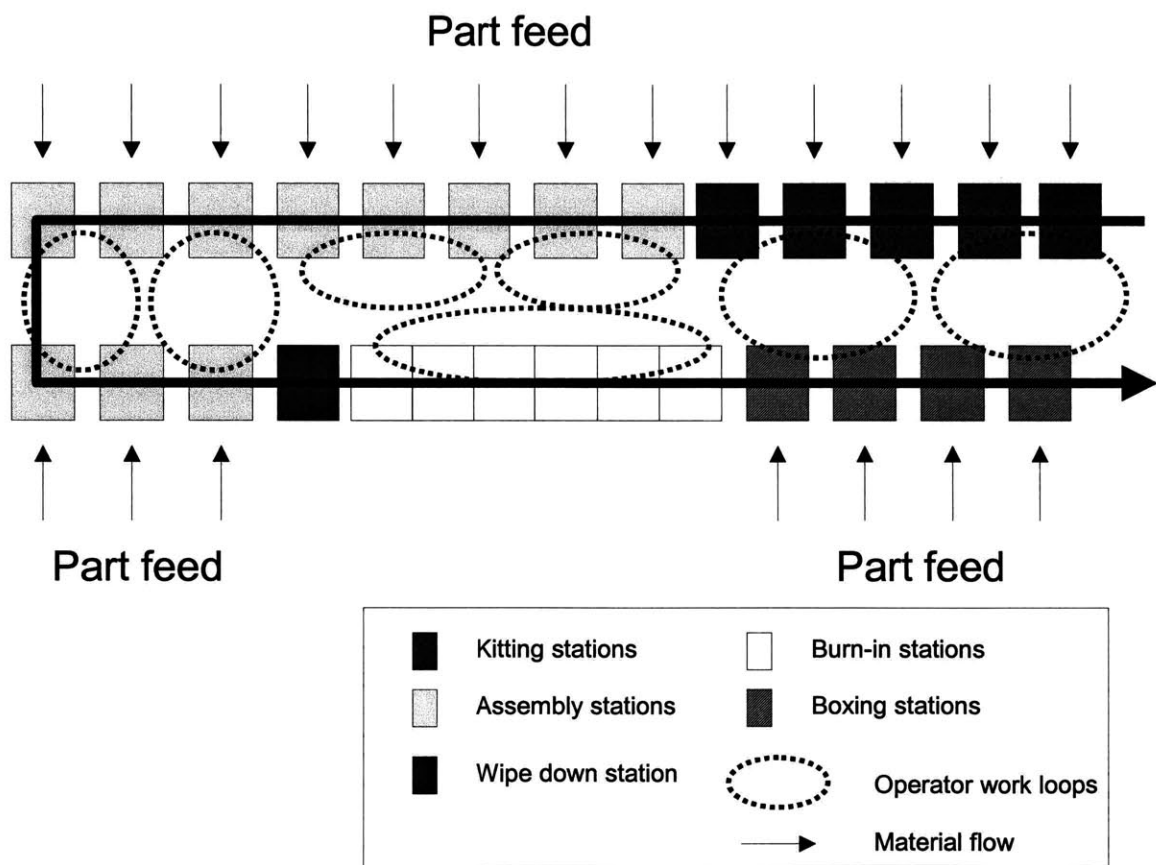 Part feed
Part feed
Part feed
Kitting stations
Burn-in stations
Assembly stations
Boxing stations
Wipe down station
Operator work loops
Material flow